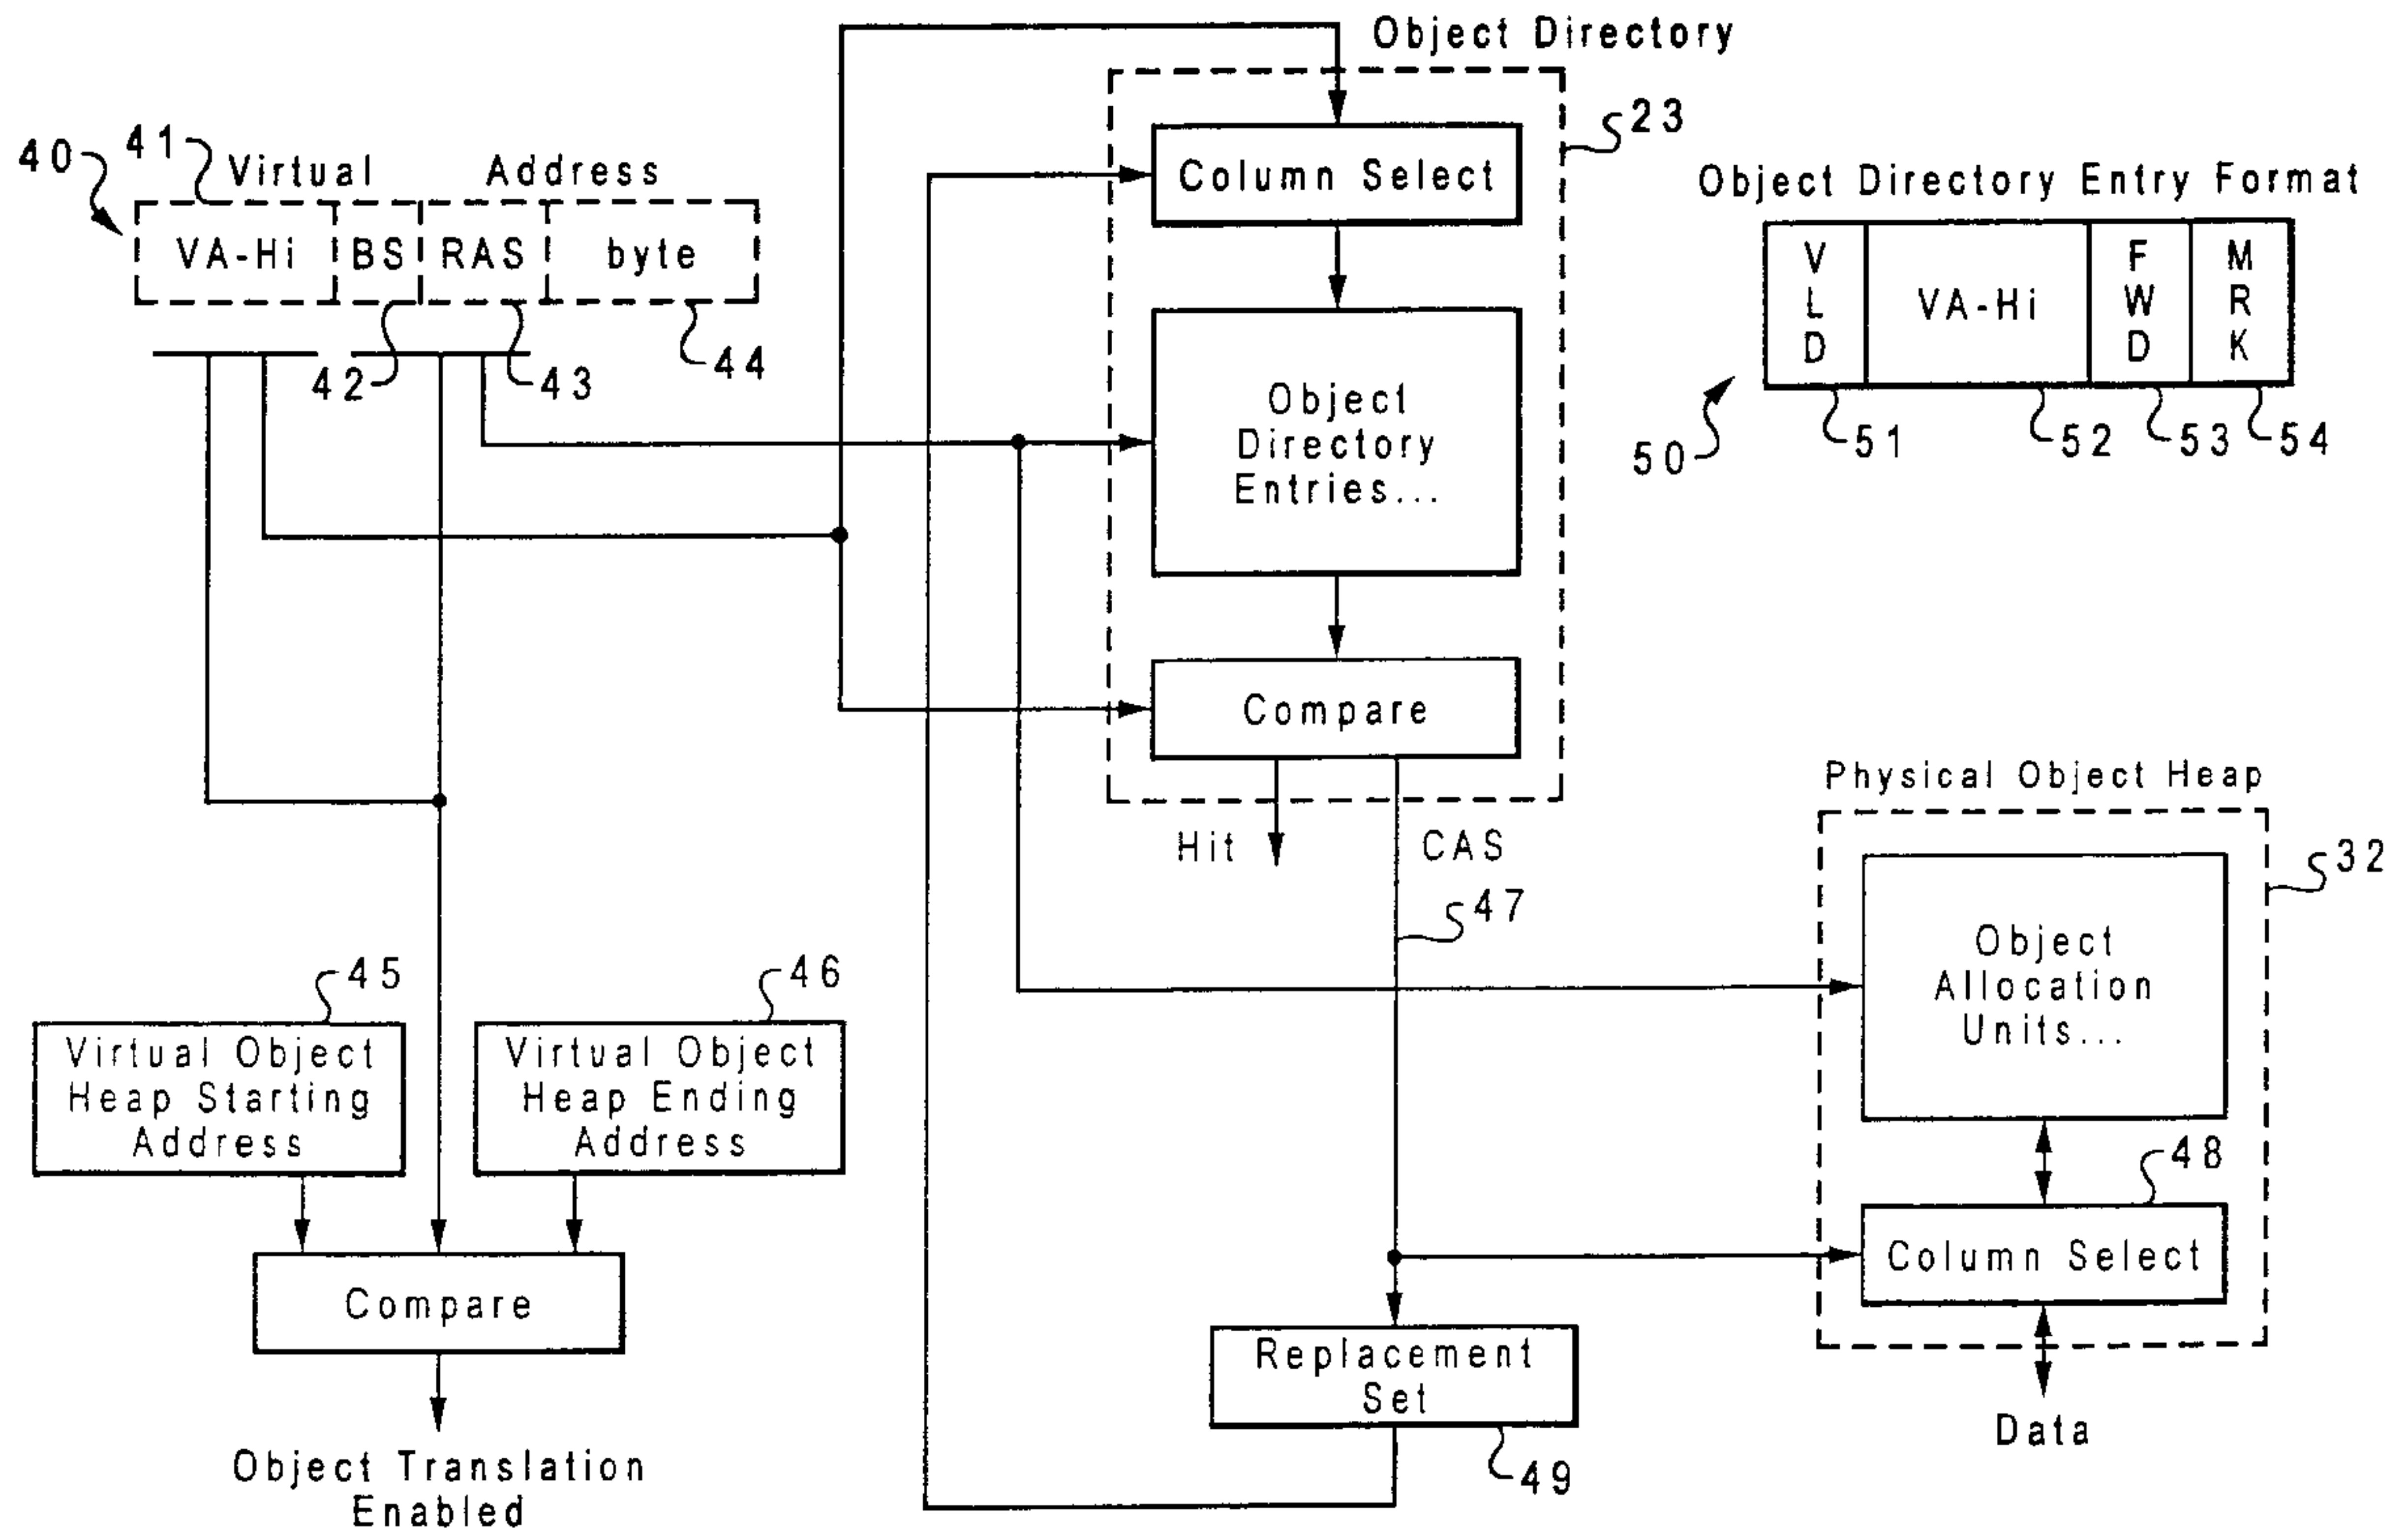 Object Directory
23
40
41
Virtual Address
VA-Hi BS RAS byte
42
43
44
Column Select
Object
Directory
Entries...
Compare
Hit
CAS
47
Object Directory Entry Format
VLD VA-Hi FWD MRK
50
51
52
53
54
Physical Object Heap
32
Object
Allocation
Units...
48
Column Select
Data
45
Virtual Object
Heap Starting
Address
46
Virtual Object
Heap Ending
Address
Compare
Object Translation
Enabled
Replacement
Set
49